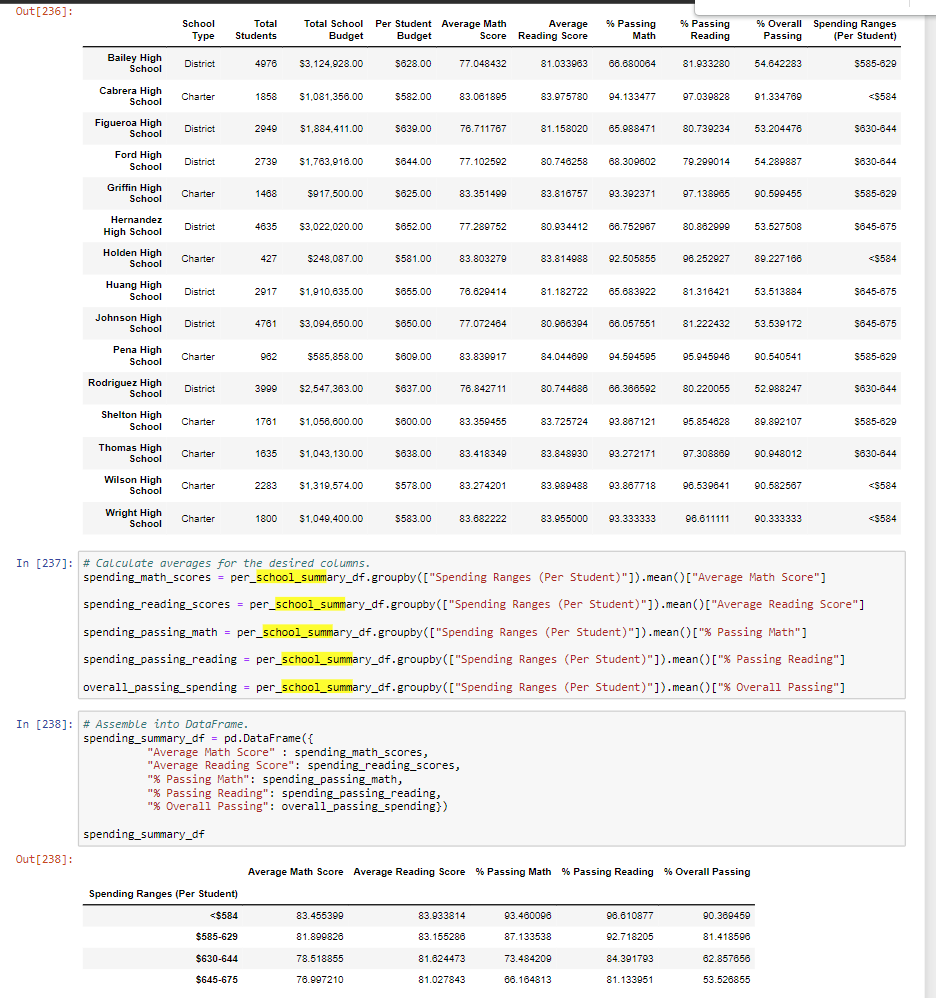 Out[236]:
School Type Total Students Total School Budget Per Student Budget Average Math Score Average Reading Score % Passing Math % Passing Reading % Overall Passing Spending Ranges (Per Student)
Bailey High School District 4976 $3,124,928.00 $628.00 77.048432 81.033963 66.680064 81.933280 54.642283 $585-629
Cabrera High School Charter 1858 $1,081,356.00 $582.00 83.061895 83.975780 94.133477 97.039828 91.334769 <$584
Figueroa High School District 2949 $1,884,411.00 $639.00 76.711767 81.158020 65.988471 80.739234 53.204476 $630-644
Ford High School District 2739 $1,763,916.00 $644.00 77.102592 80.746258 68.309602 79.299014 54.289887 $630-644
Griffin High School Charter 1468 $917,500.00 $625.00 83.351499 83.816757 93.392371 97.138965 90.599455 $585-629
Hernandez High School District 4635 $3,022,020.00 $652.00 77.289752 80.934412 66.752967 80.862999 53.527508 $645-675
Holden High School Charter 427 $248,087.00 $581.00 83.803279 83.814988 92.505855 96.252927 89.227166 <$584
Huang High School District 2917 $1,910,635.00 $655.00 76.629414 81.182722 65.683922 81.316421 53.513884 $645-675
Johnson High School District 4761 $3,094,650.00 $650.00 77.072464 80.966394 66.057551 81.222432 53.539172 $645-675
Pena High School Charter 962 $585,858.00 $609.00 83.839917 84.044699 94.594595 95.945946 90.540541 $585-629
Rodriguez High School District 3999 $2,547,363.00 $637.00 76.842711 80.744686 66.366592 80.220055 52.988247 $630-644
Shelton High School Charter 1761 $1,056,600.00 $600.00 83.359455 83.725724 93.867121 95.854628 89.892107 $585-629
Thomas High School Charter 1635 $1,043,130.00 $638.00 83.418349 83.848930 93.272171 97.308869 90.948012 $630-644
Wilson High School Charter 2283 $1,319,574.00 $578.00 83.274201 83.989488 93.867718 96.539641 90.582567 <$584
Wright High School Charter 1800 $1,049,400.00 $583.00 83.682222 83.955000 93.333333 96.611111 90.333333 <$584
In [237]: # Calculate averages for the desired columns.
spending_math_scores = per_school_summary_df.groupby(["Spending Ranges (Per Student)"]).mean()["Average Math Score"]
spending_reading_scores = per_school_summary_df.groupby(["Spending Ranges (Per Student)"]).mean()["Average Reading Score"]
spending_passing_math = per_school_summary_df.groupby(["Spending Ranges (Per Student)"]).mean()["% Passing Math"]
spending_passing_reading = per_school_summary_df.groupby(["Spending Ranges (Per Student)"]).mean()["% Passing Reading"]
overall_passing_spending = per_school_summary_df.groupby(["Spending Ranges (Per Student)"]).mean()["% Overall Passing"]
In [238]: # Assemble into DataFrame.
spending_summary_df = pd.DataFrame({
"Average Math Score" : spending_math_scores,
"Average Reading Score": spending_reading_scores,
"% Passing Math": spending_passing_math,
"% Passing Reading": spending_passing_reading,
"% Overall Passing": overall_passing_spending})
spending_summary_df
Out[238]:
Average Math Score Average Reading Score % Passing Math % Passing Reading % Overall Passing
Spending Ranges (Per Student)
<$584 83.455399 83.933814 93.460096 96.610877 90.369459
$585-629 81.899826 83.155286 87.133538 92.718205 81.418596
$630-644 78.518855 81.624473 73.484209 84.391793 62.857656
$645-675 76.997210 81.027843 66.164813 81.133951 53.526855